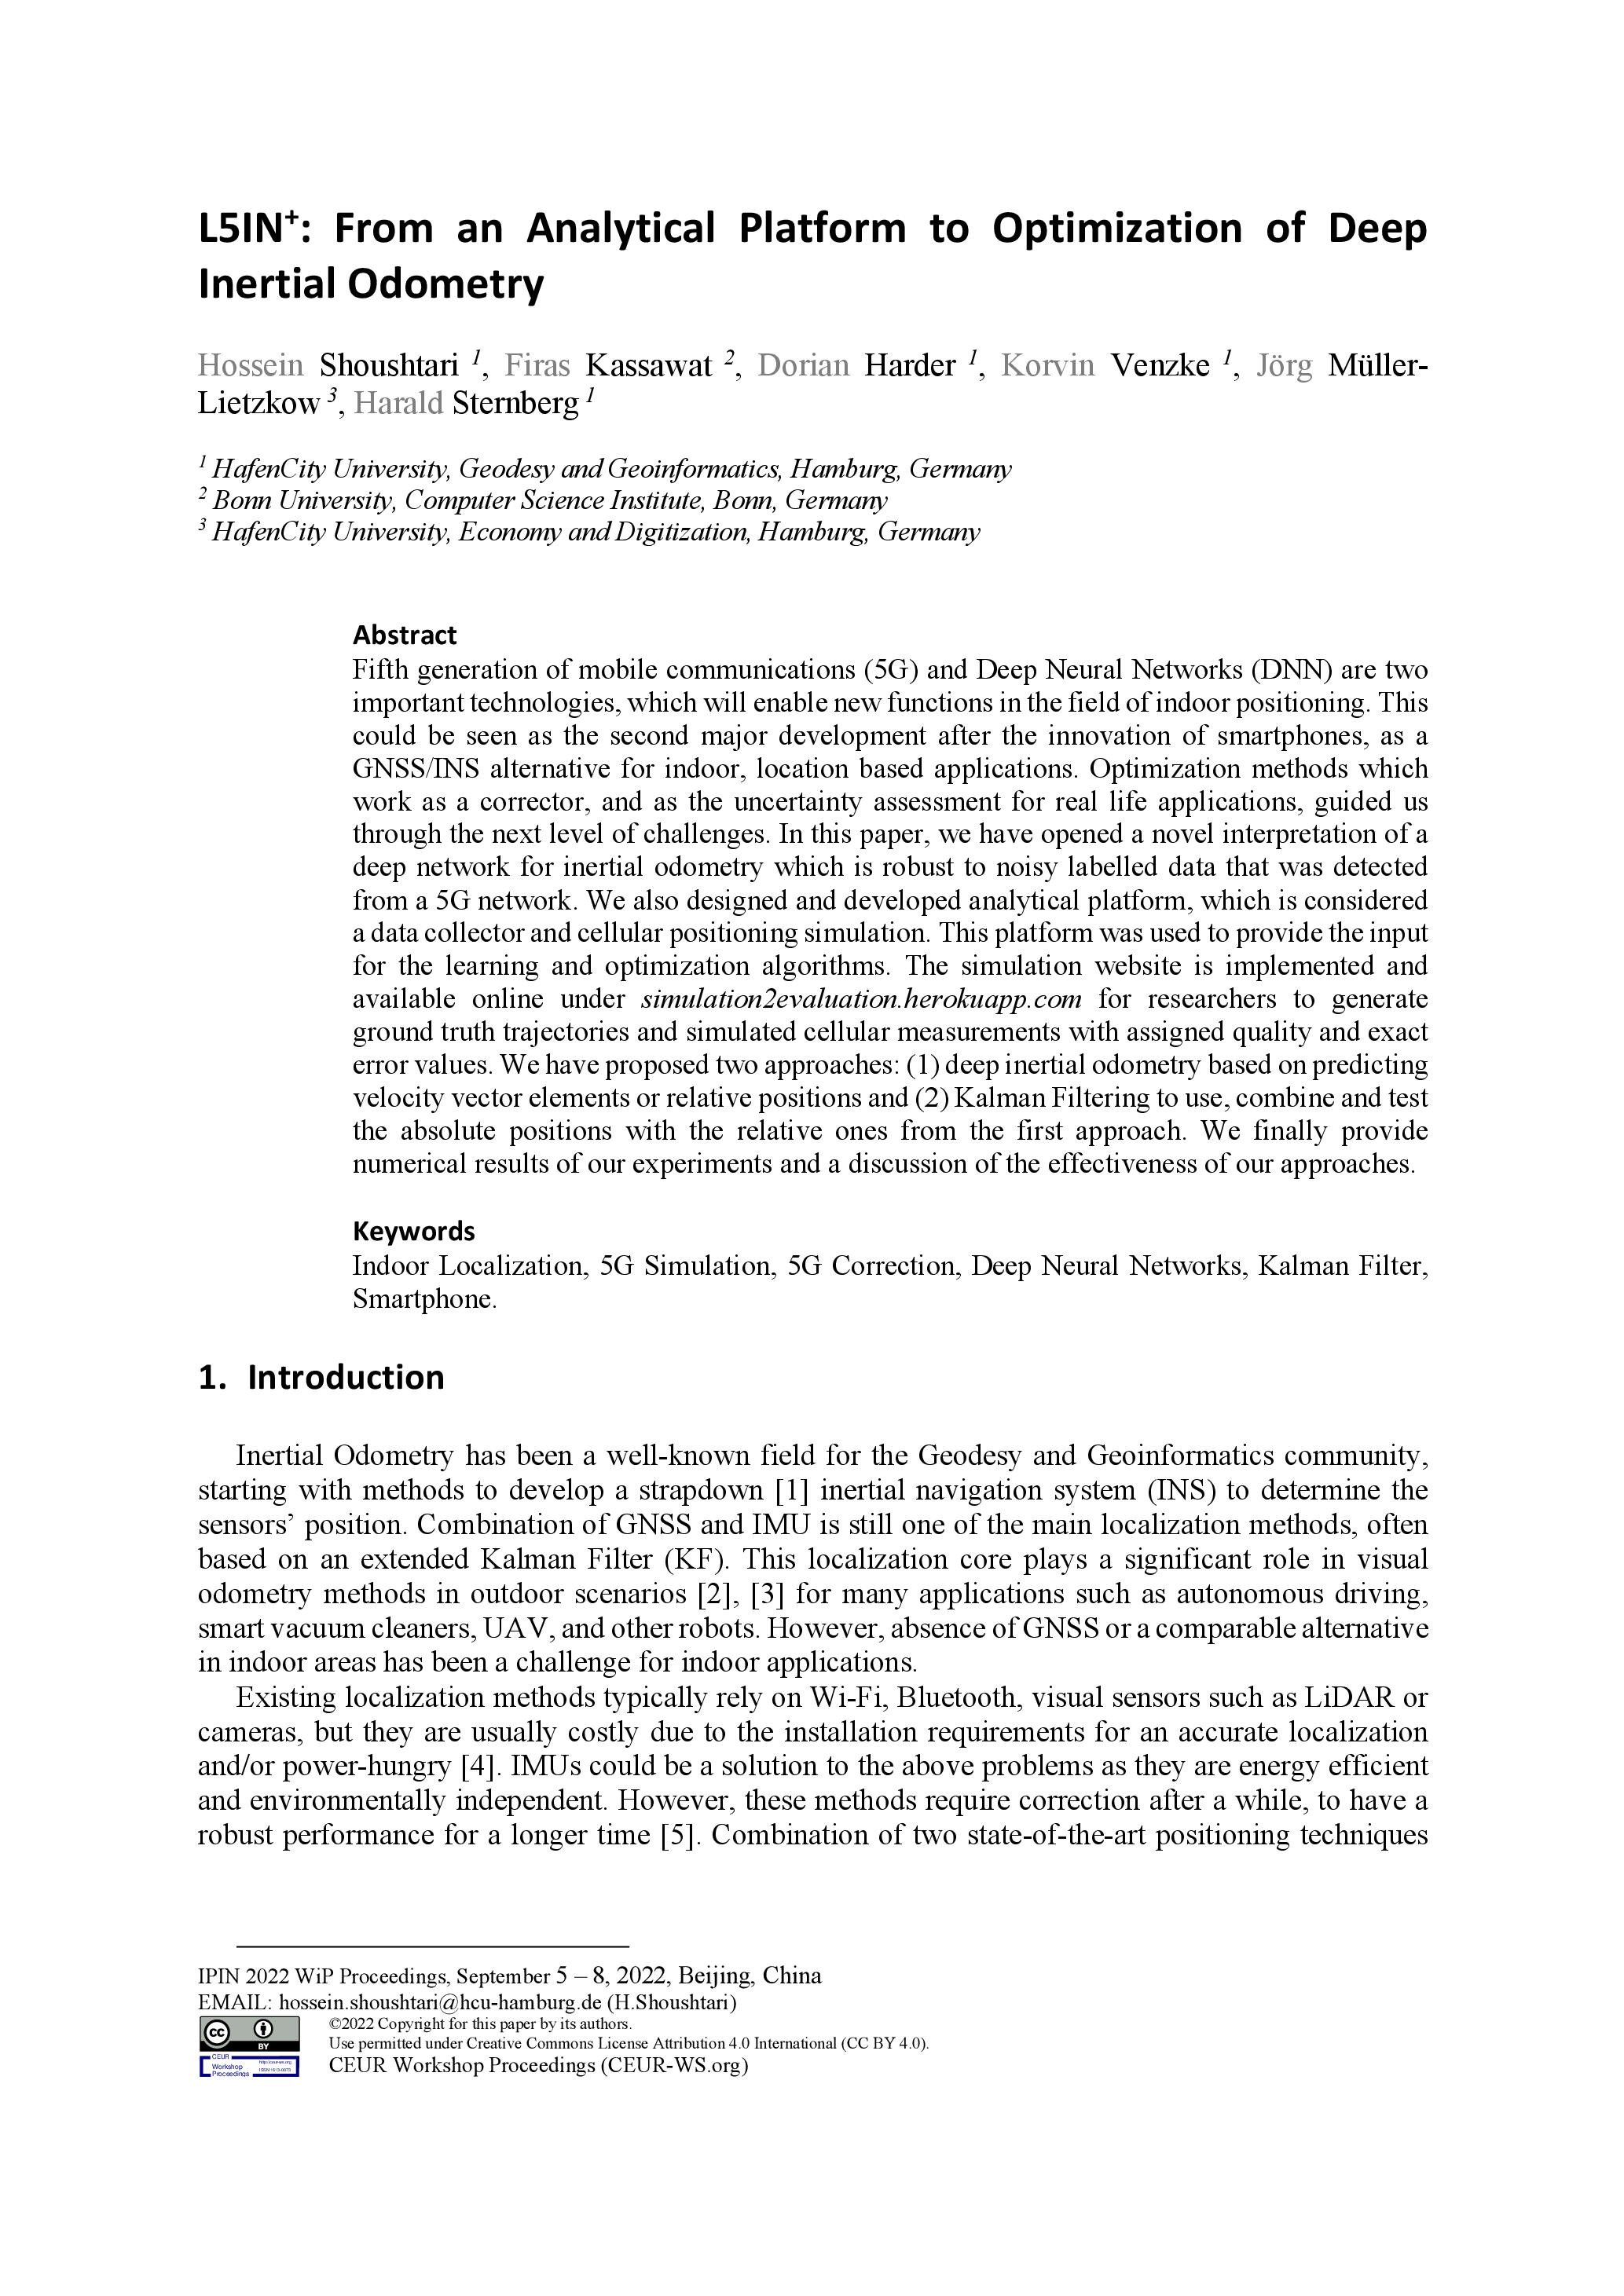 L5IN+: From an Analytical Platform to Optimization of Deep
Inertial Odometry
Hossein Shoushtari 1, Firas Kassawat 2, Dorian Harder 1, Korvin Venzke 1, Jörg Müller-
Lietzkow 3, Harald Sternberg 1
1 HafenCity University, Geodesy and Geoinformatics, Hamburg, Germany
2 Bonn University, Computer Science Institute, Bonn, Germany
3 HafenCity University, Economy and Digitization, Hamburg, Germany
Abstract
Fifth generation of mobile communications (5G) and Deep Neural Networks (DNN) are two
important technologies, which will enable new functions in the field of indoor positioning. This
could be seen as the second major development after the innovation of smartphones, as a
GNSS/INS alternative for indoor, location based applications. Optimization methods which
work as a corrector, and as the uncertainty assessment for real life applications, guided us
through the next level of challenges. In this paper, we have opened a novel interpretation of a
deep network for inertial odometry which is robust to noisy labelled data that was detected
from a 5G network. We also designed and developed analytical platform, which is considered
a data collector and cellular positioning simulation. This platform was used to provide the input
for the learning and optimization algorithms. The simulation website is implemented and
available online under simulation2evaluation.herokuapp.com for researchers to generate
ground truth trajectories and simulated cellular measurements with assigned quality and exact
error values. We have proposed two approaches: (1) deep inertial odometry based on predicting
velocity vector elements or relative positions and (2) Kalman Filtering to use, combine and test
the absolute positions with the relative ones from the first approach. We finally provide
numerical results of our experiments and a discussion of the effectiveness of our approaches.
Keywords
Indoor Localization, 5G Simulation, 5G Correction, Deep Neural Networks, Kalman Filter,
Smartphone.
1. Introduction
Inertial Odometry has been a well-known field for the Geodesy and Geoinformatics community,
starting with methods to develop a strapdown [1] inertial navigation system (INS) to determine the
sensors’ position. Combination of GNSS and IMU is still one of the main localization methods, often
based on an extended Kalman Filter (KF). This localization core plays a significant role in visual
odometry methods in outdoor scenarios [2], [3] for many applications such as autonomous driving,
smart vacuum cleaners, UAV, and other robots. However, absence of GNSS or a comparable alternative
in indoor areas has been a challenge for indoor applications.
Existing localization methods typically rely on Wi-Fi, Bluetooth, visual sensors such as LiDAR or
cameras, but they are usually costly due to the installation requirements for an accurate localization
and/or power-hungry [4]. IMUs could be a solution to the above problems as they are energy efficient
and environmentally independent. However, these methods require correction after a while, to have a
robust performance for a longer time [5]. Combination of two state-of-the-art positioning techniques
IPIN 2022 WiP Proceedings, September 5 – 8, 2022, Beijing, China
EMAIL: hossein.shoushtari@hcu-hamburg.de (H.Shoushtari)
©2022 Copyright for this paper by its authors.
Use permitted under Creative Commons License Attribution 4.0 International (CC BY 4.0).
CEUR Workshop Proceedings (CEUR-WS.org)
cc
BY
CEUR
Workshop
Proceedings